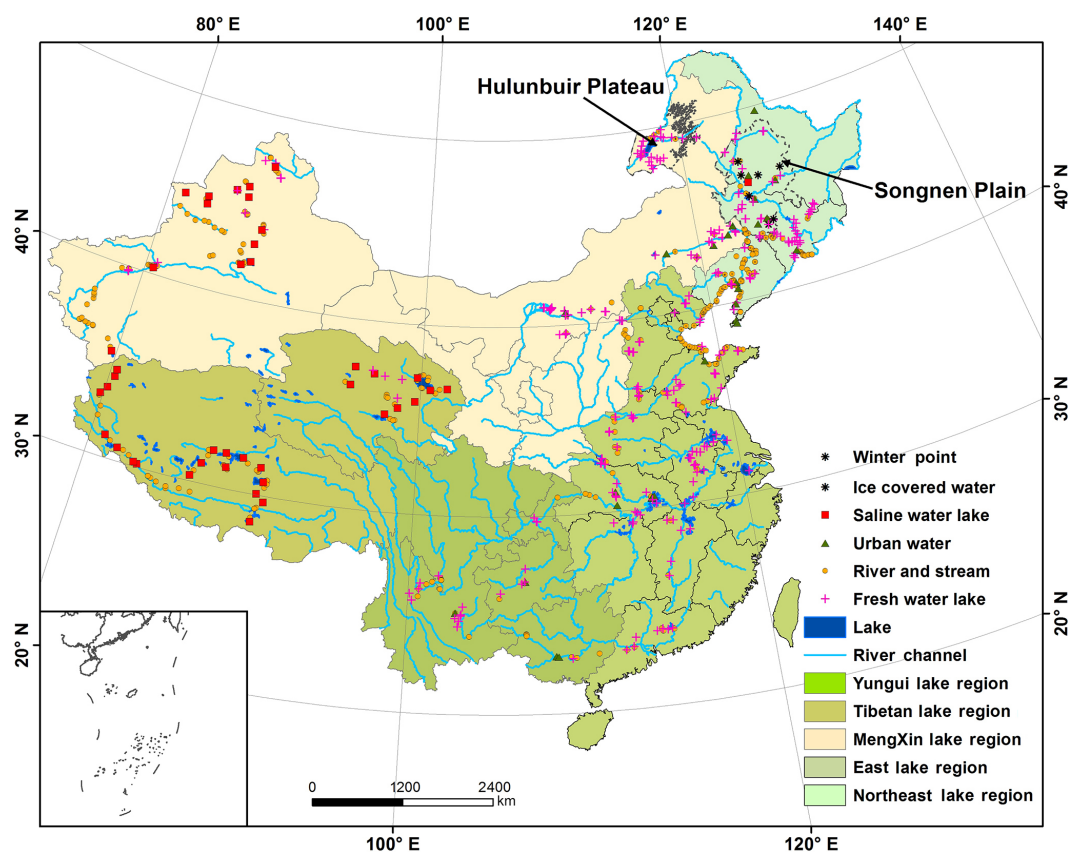 80° E
100° E
120° E
140° E
Hulunbuir Plateau
Songnen Plain
40° N
40° N
30° N
30° N
20° N
20° N
Winter point
Ice covered water
Saline water lake
Urban water
River and stream
Fresh water lake
Lake
River channel
Yungui lake region
Tibetan lake region
MengXin lake region
East lake region
Northeast lake region
0 1200 2400
km
100° E
120° E